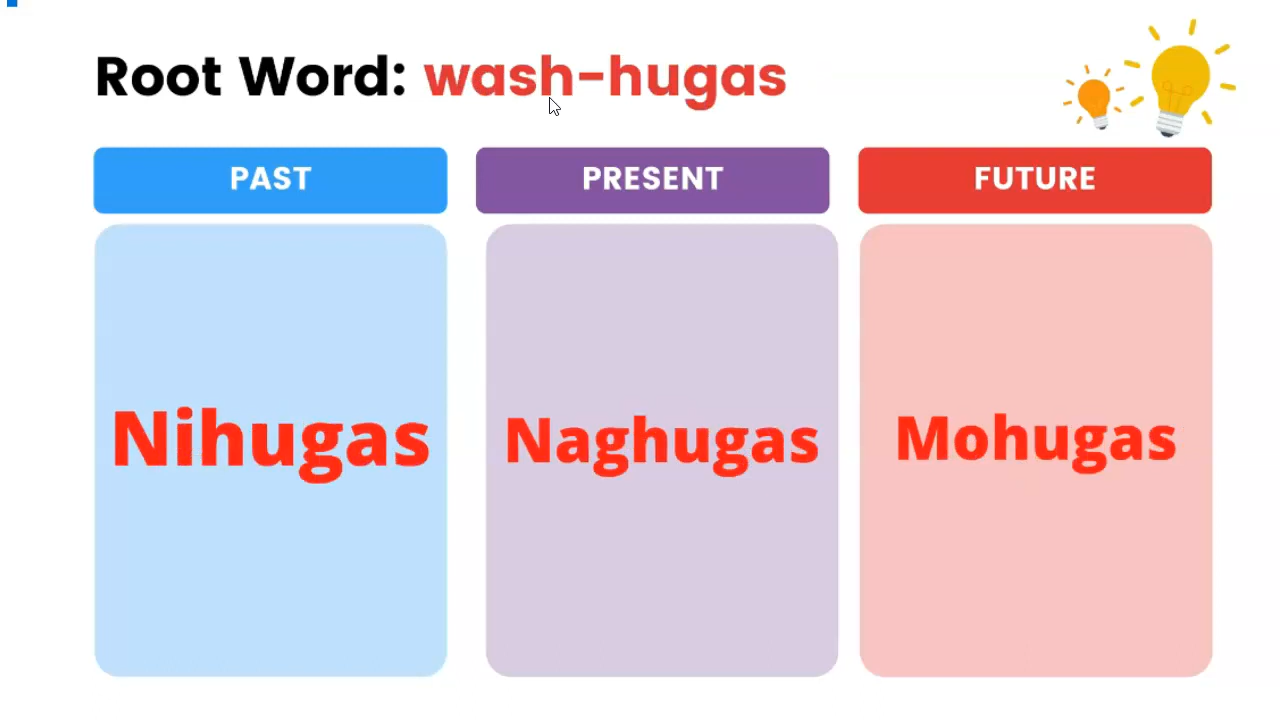 Root Word: wash-hugas
PAST
PRESENT
FUTURE
Nihugas
Naghugas
Mohugas